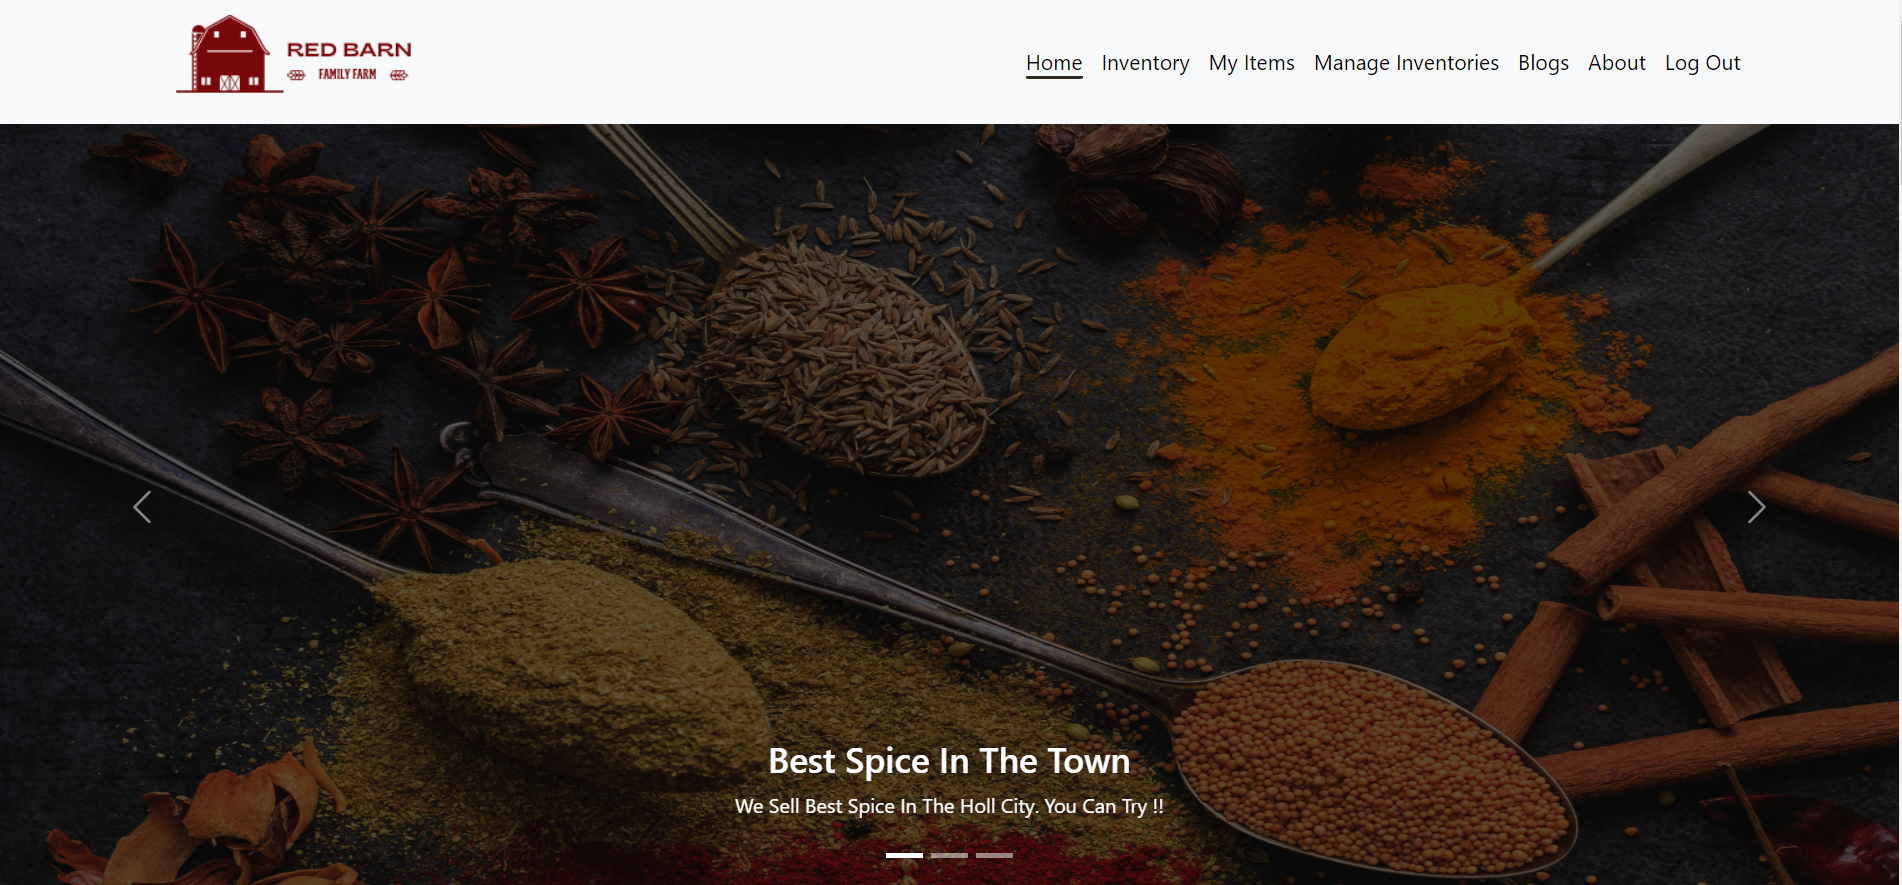 RED BARN
FAMILY FARM
Home Inventory My Items Manage Inventories Blogs About Log Out
Best Spice In The Town
We Sell Best Spice In The Holl City. You Can Try !!